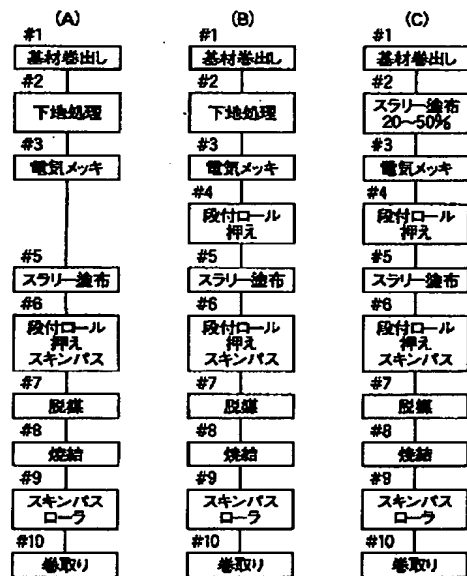 (A)
#1
基材巻出し
#2
下地処理
#3
電気メッキ
#5
スラリー塗布
#6
段付ロール
押え
スキンパス
#7
脱媒
#8
焼結
#9
スキンパス
ローラ
#10
巻取り
(B)
#1
基材巻出し
#2
下地処理
#3
電気メッキ
#4
段付ロール
押え
#5
スラリー塗布
#6
段付ロール
押え
スキンパス
#7
脱媒
#8
焼結
#9
スキンパス
ローラ
#10
巻取り
(C)
#1
基材巻出し
#2
スラリー塗布
20～50%
#3
電気メッキ
#4
段付ロール
押え
#5
スラリー塗布
#6
段付ロール
押え
スキンパス
#7
脱媒
#8
焼結
#9
スキンパス
ローラ
#10
巻取り